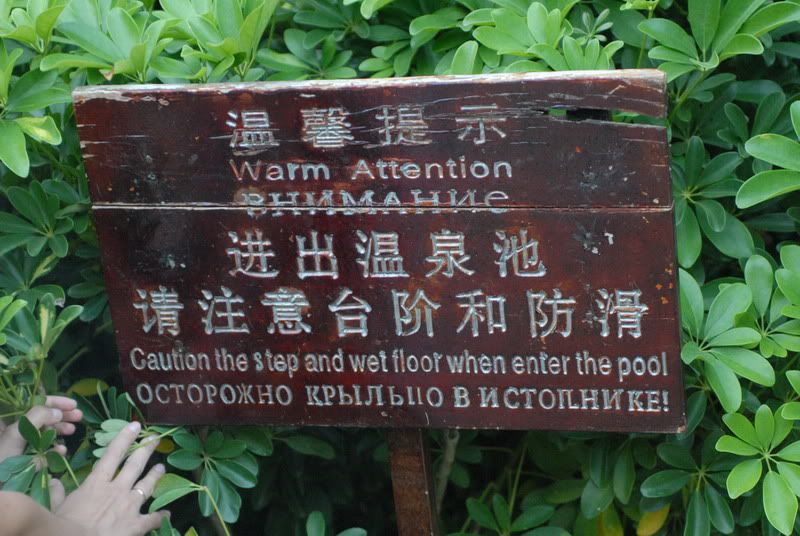 温馨提示
Warm Attention
ВНИМАНИЕ
进出温泉池
请注意台阶和防滑
Caution the step and wet floor when enter the pool
ОСТОРОЖНО КРЫЛЬЦО В ИСТОПНИКЕ!